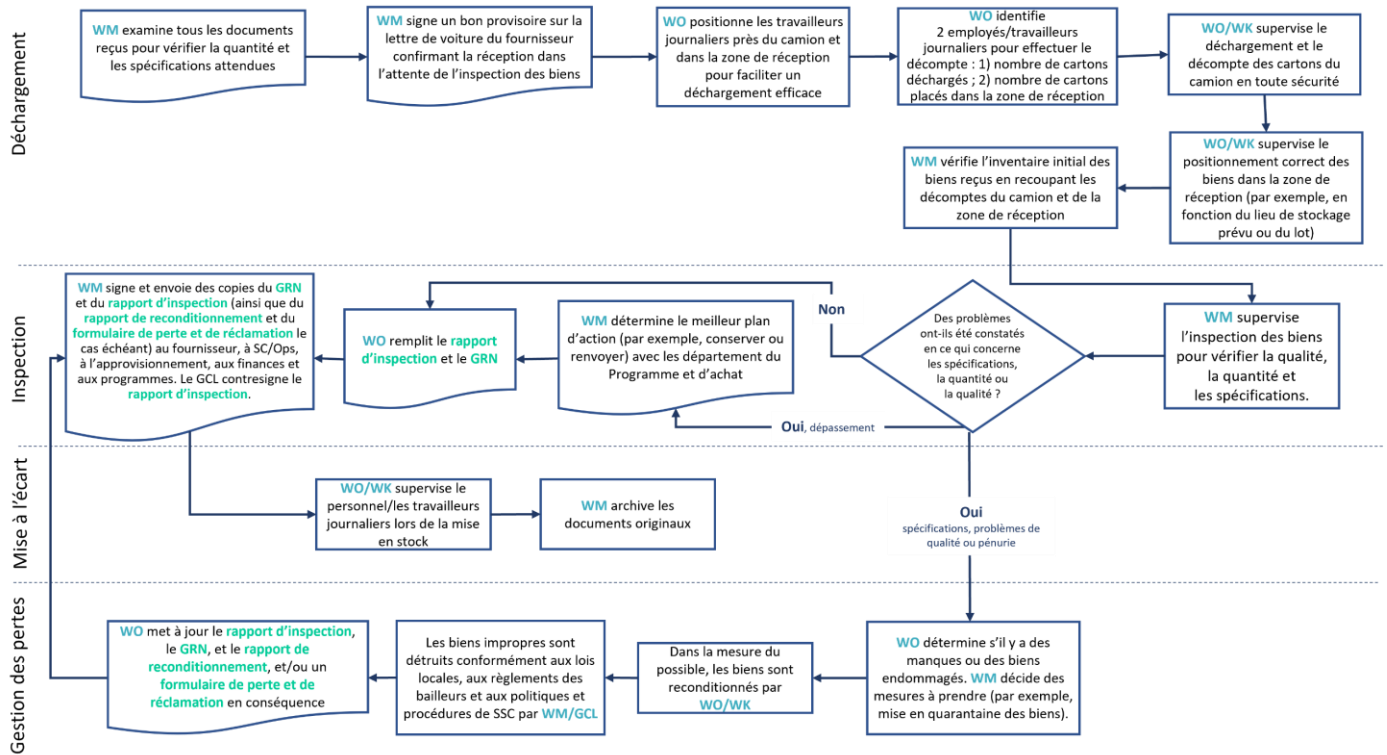 Déchargement
WM examine tous les documents
reçus pour vérifier la quantité et
les spécifications attendues
WM signe un bon provisoire sur la
lettre de voiture du fournisseur
confirmant la réception dans
l'attente de l'inspection des biens
WO positionne les travailleurs
journaliers près du camion et
dans la zone de réception
pour faciliter un
déchargement efficace
WO identifie
2 employés/travailleurs
journaliers pour effectuer le
décompte : 1) nombre de cartons
déchargés ; 2) nombre de cartons
placés dans la zone de réception
WO/WK supervise le
déchargement et le
décompte des cartons du
camion en toute sécurité
WO/WK supervise le
positionnement correct des
biens dans la zone de
réception (par exemple, en
fonction du lieu de stockage
prévu ou du lot)
WM vérifie l'inventaire initial des
biens reçus en recoupant les
décomptes du camion et de la
zone de réception
Inspection
WM supervise
l'inspection des biens
pour vérifier la qualité,
la quantité et
les spécifications.
Des problèmes
ont-ils été constatés
en ce qui concerne
les spécifications,
la quantité ou
la qualité ?
Non
Oui, dépassement
WM détermine le meilleur plan
d'action (par exemple, conserver ou
renvoyer) avec les département du
Programme et d'achat
WO remplit le rapport
d'inspection et le GRN
WM signe et envoie des copies du GRN
et du rapport d'inspection (ainsi que du
rapport de reconditionnement et du
formulaire de perte et de réclamation le
cas échéant) au fournisseur, à SC/Ops,
à l'approvisionnement, aux finances et
aux programmes. Le GCL contresigne le
rapport d'inspection.
Mise à l'écart
WO/WK supervise le
personnel/les travailleurs
journaliers lors de la mise
en stock
WM archive les
documents originaux
Oui
spécifications, problèmes de
qualité ou pénurie
Gestion des pertes
WO détermine s'il y a des
manques ou des biens
endommagés. WM décide des
mesures à prendre (par exemple,
mise en quarantaine des biens).
Dans la mesure du
possible, les biens sont
reconditionnés par
WO/WK
Les biens impropres sont
détruits conformément aux lois
locales, aux règlements des
bailleurs et aux politiques et
procédures de SSC par WM/GCL
WO met à jour le rapport d'inspection,
le GRN, et le rapport de
reconditionnement, et/ou un
formulaire de perte et de
réclamation en conséquence